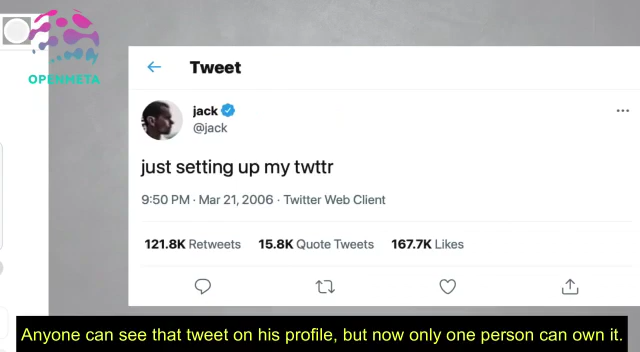 OPENMETA
Tweet
jack
@jack
just setting up my twttr
9:50 PM · Mar 21, 2006 · Twitter Web Client
121.8K Retweets 15.8K Quote Tweets 167.7K Likes
Anyone can see that tweet on his profile, but now only one person can own it.